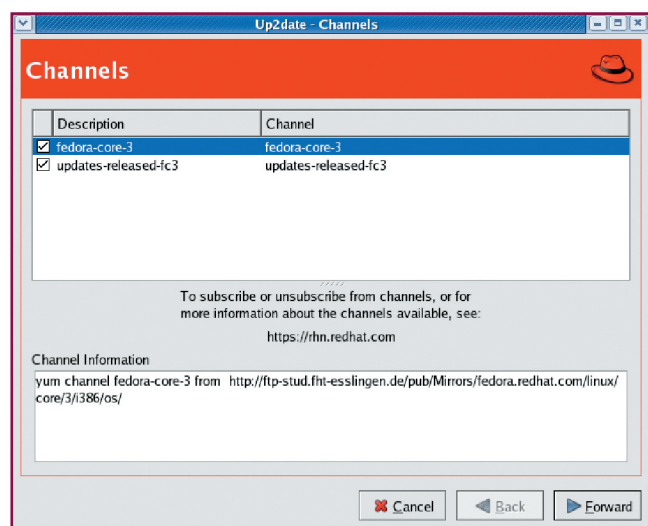 Up2date - Channels
Channels
Description Channel
fedora-core-3 fedora-core-3
updates-released-fc3 updates-released-fc3
To subscribe or unsubscribe from channels, or for
more information about the channels available, see:
https://rhn.redhat.com
Channel Information
yum channel fedora-core-3 from http://ftp-stud.fht-esslingen.de/pub/Mirrors/fedora.redhat.com/linux/
core/3/i386/os/
Cancel Back Forward